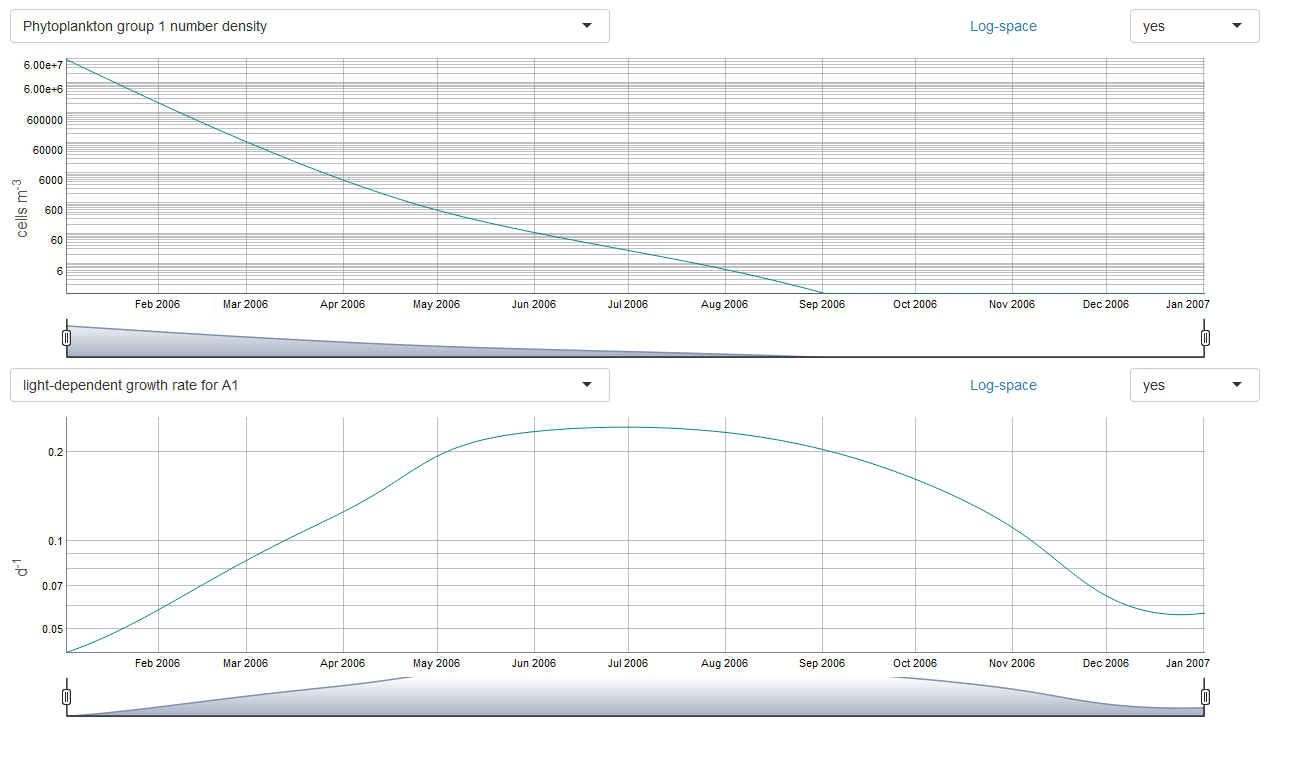 Phytoplankton group 1 number density Log-space yes
6.00e+7
6.00e+6
600000
60000
6000
600
60
6
cells m-3
Feb 2006 Mar 2006 Apr 2006 May 2006 Jun 2006 Jul 2006 Aug 2006 Sep 2006 Oct 2006 Nov 2006 Dec 2006 Jan 2007
light-dependent growth rate for A1 Log-space yes
0.2
0.1
0.07
0.05
d-1
Feb 2006 Mar 2006 Apr 2006 May 2006 Jun 2006 Jul 2006 Aug 2006 Sep 2006 Oct 2006 Nov 2006 Dec 2006 Jan 2007